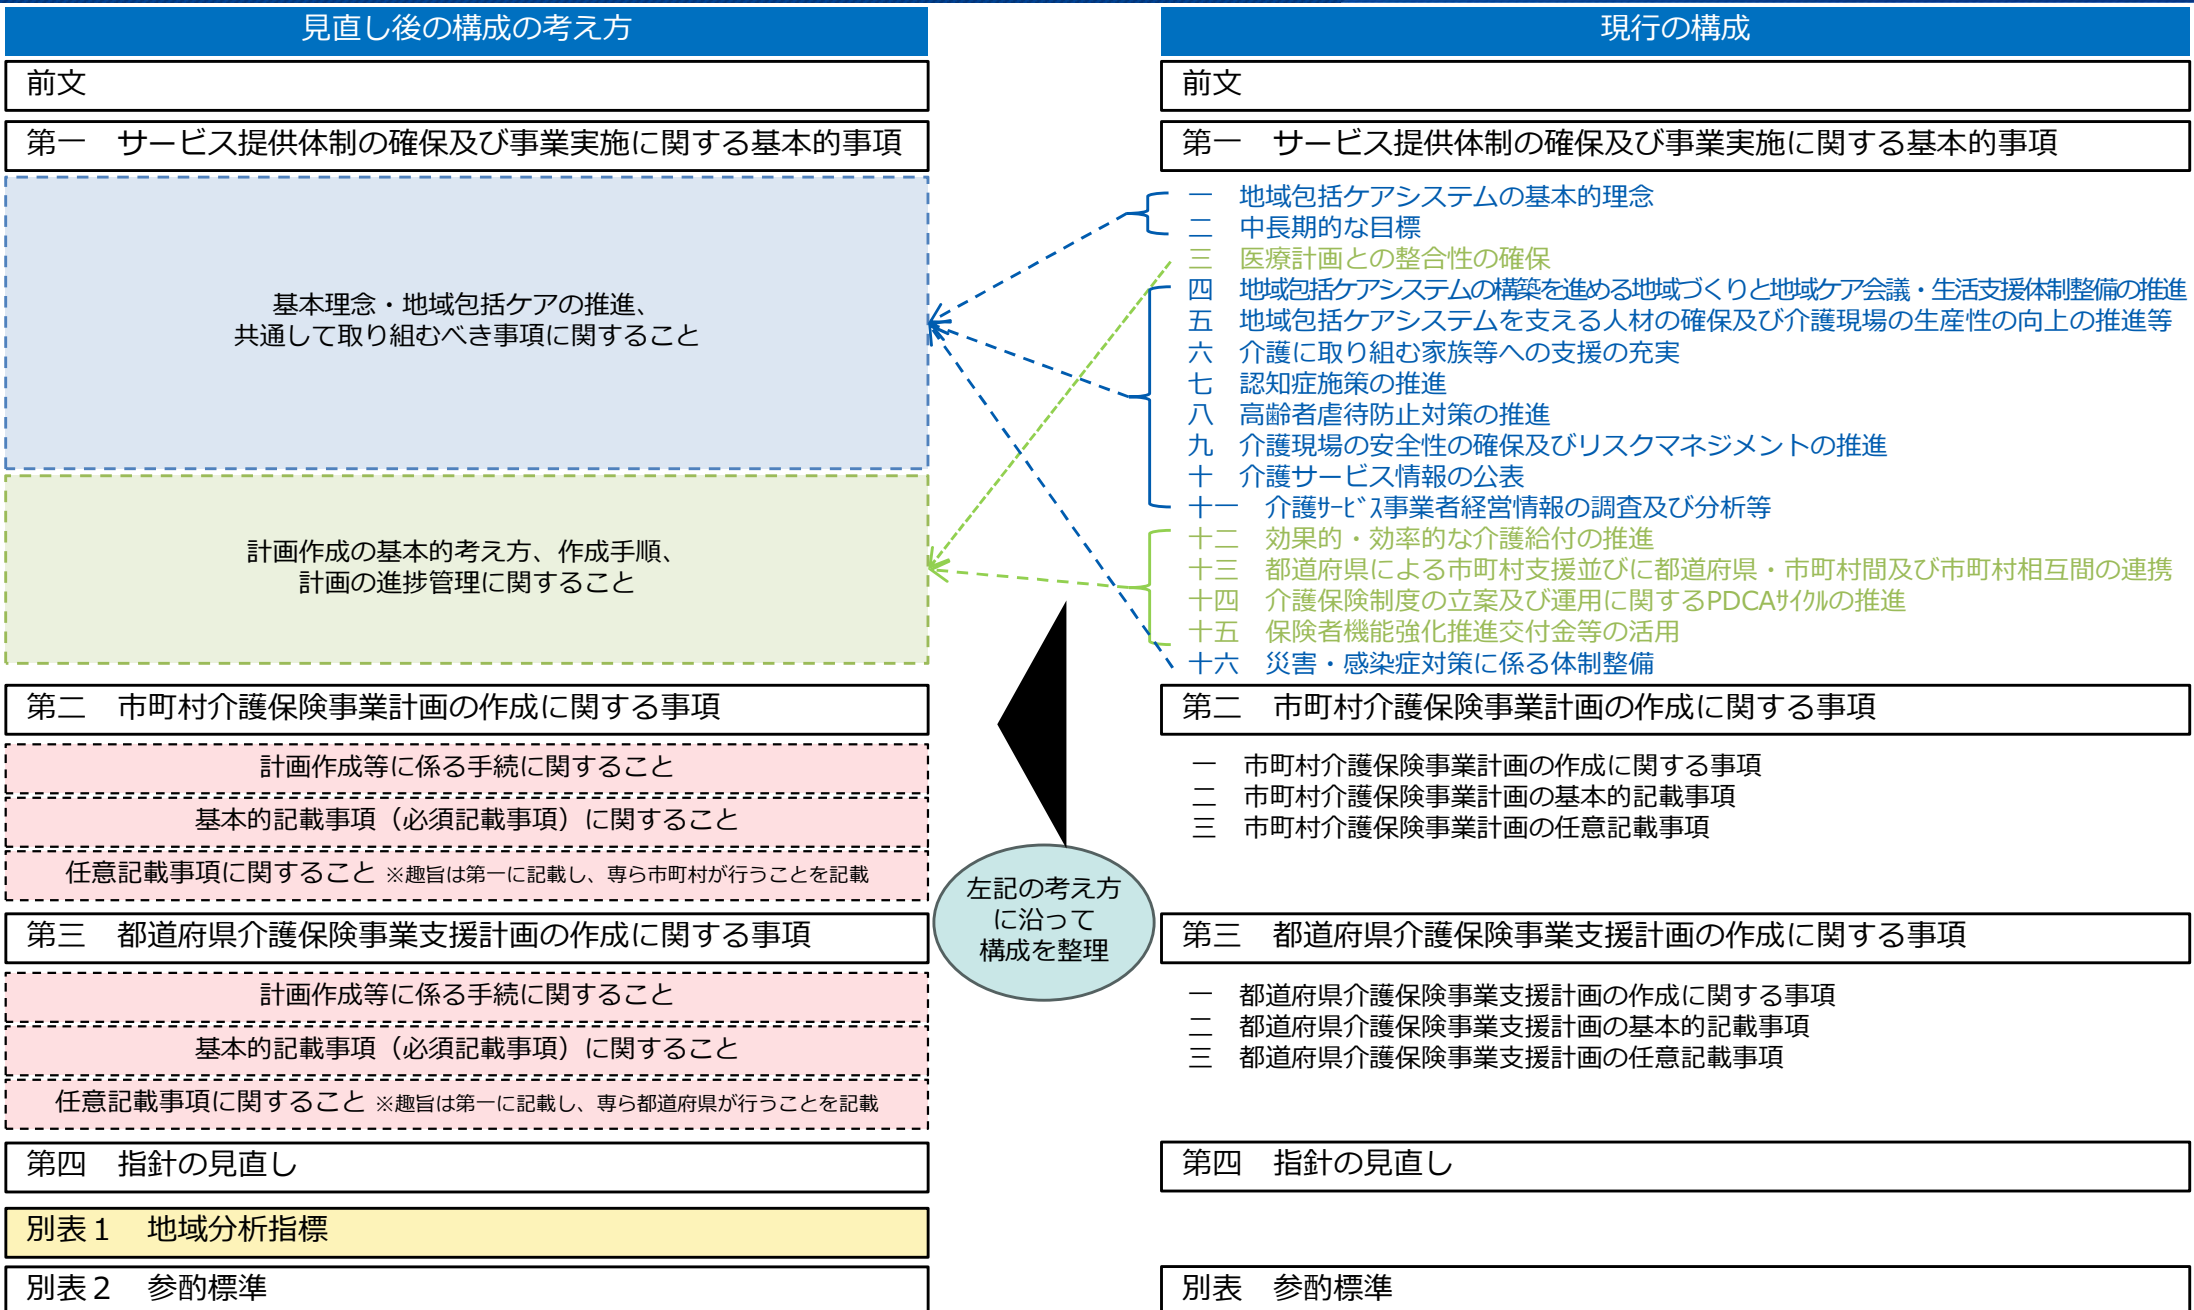 見直し後の構成の考え方
前文
第一　サービス提供体制の確保及び事業実施に関する基本的事項
基本理念・地域包括ケアの推進、
共通して取り組むべき事項に関すること
計画作成の基本的考え方、作成手順、
計画の進捗管理に関すること
第二　市町村介護保険事業計画の作成に関する事項
計画作成等に係る手続に関すること
基本的記載事項（必須記載事項）に関すること
任意記載事項に関すること ※趣旨は第一に記載し、専ら市町村が行うことを記載
第三　都道府県介護保険事業支援計画の作成に関する事項
計画作成等に係る手続に関すること
基本的記載事項（必須記載事項）に関すること
任意記載事項に関すること ※趣旨は第一に記載し、専ら都道府県が行うことを記載
第四　指針の見直し
別表１　地域分析指標
別表２　参酌標準
左記の考え方
に沿って
構成を整理
現行の構成
前文
第一　サービス提供体制の確保及び事業実施に関する基本的事項
一　地域包括ケアシステムの基本的理念
二　中長期的な目標
三　医療計画との整合性の確保
四　地域包括ケアシステムの構築を進める地域づくりと地域ケア会議・生活支援体制整備の推進
五　地域包括ケアシステムを支える人材の確保及び介護現場の生産性の向上の推進等
六　介護に取り組む家族等への支援の充実
七　認知症施策の推進
八　高齢者虐待防止対策の推進
九　介護現場の安全性の確保及びリスクマネジメントの推進
十　介護サービス情報の公表
十一　介護ｻｰﾋﾞｽ事業者経営情報の調査及び分析等
十二　効果的・効率的な介護給付の推進
十三　都道府県による市町村支援並びに都道府県・市町村間及び市町村相互間の連携
十四　介護保険制度の立案及び運用に関するPDCAｻｲｸﾙの推進
十五　保険者機能強化推進交付金等の活用
十六　災害・感染症対策に係る体制整備
第二　市町村介護保険事業計画の作成に関する事項
一　市町村介護保険事業計画の作成に関する事項
二　市町村介護保険事業計画の基本的記載事項
三　市町村介護保険事業計画の任意記載事項
第三　都道府県介護保険事業支援計画の作成に関する事項
一　都道府県介護保険事業支援計画の作成に関する事項
二　都道府県介護保険事業支援計画の基本的記載事項
三　都道府県介護保険事業支援計画の任意記載事項
第四　指針の見直し
別表　参酌標準